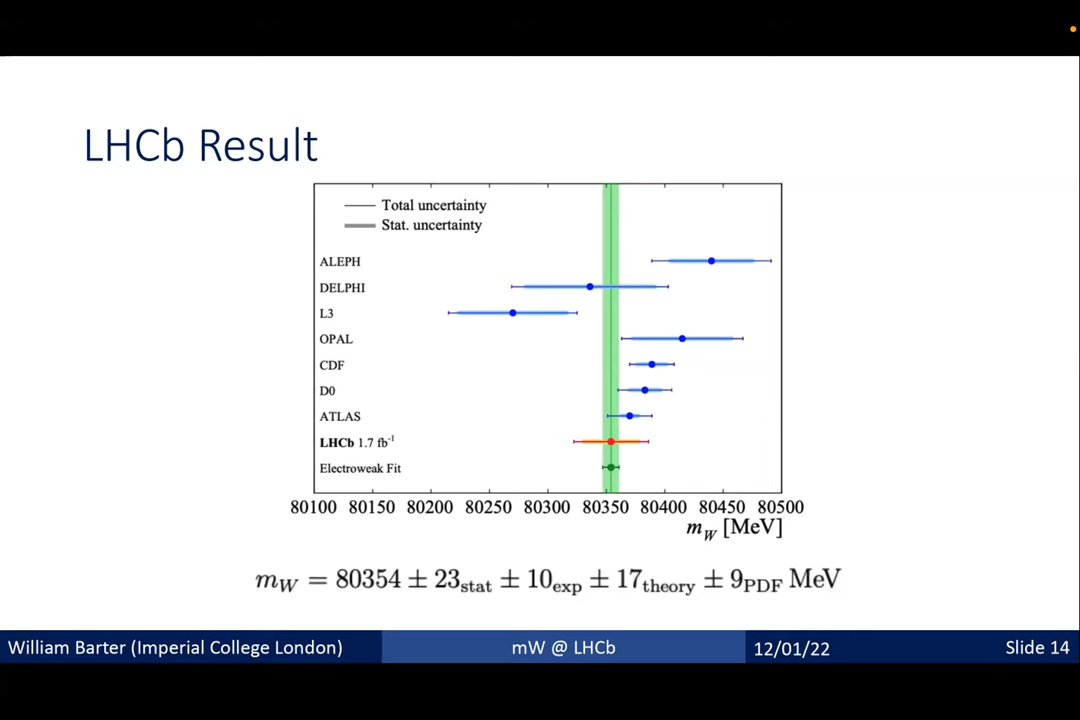 LHCb Result
Total uncertainty
Stat. uncertainty
ALEPH
DELPHI
L3
OPAL
CDF
D0
ATLAS
LHCb 1.7 fb⁻¹
Electroweak Fit
80100 80150 80200 80250 80300 80350 80400 80450 80500
m_W [MeV]
m_W = 80354 ± 23_stat ± 10_exp ± 17_theory ± 9_PDF MeV
William Barter (Imperial College London) mW @ LHCb 12/01/22 Slide 14